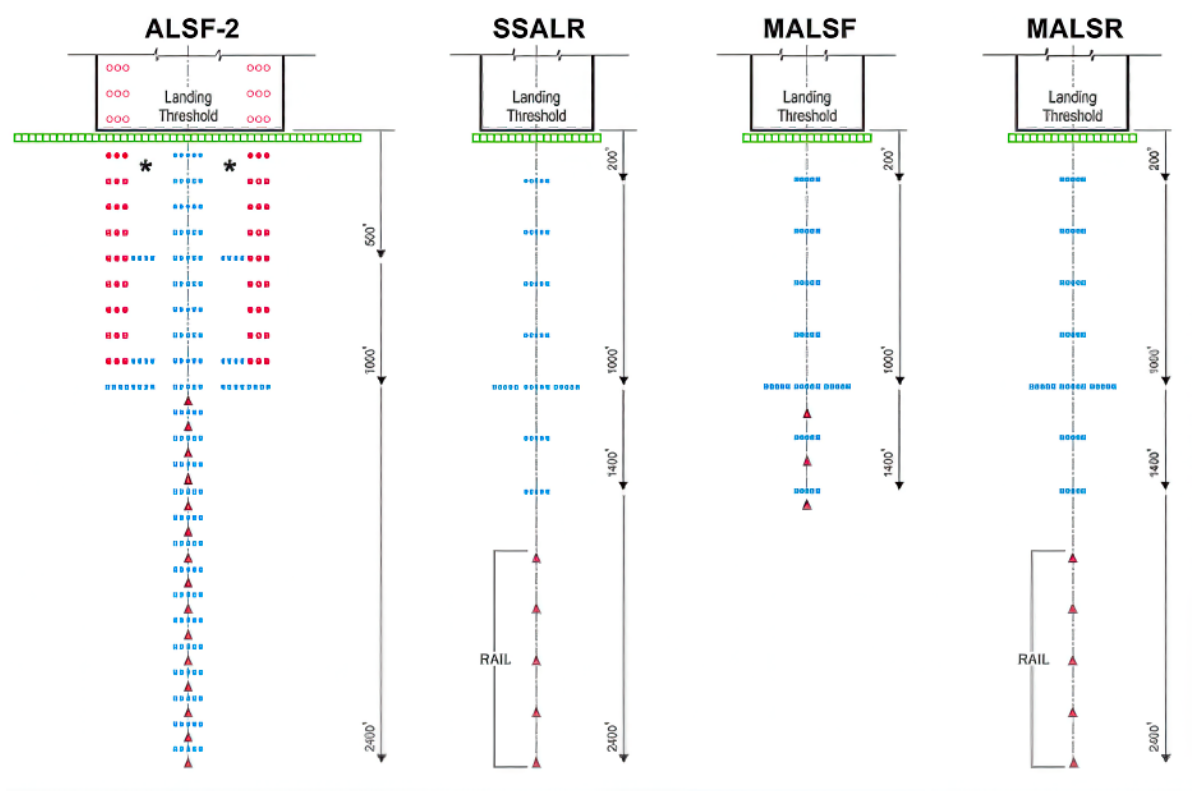 ALSF-2
SSALR
MALSF
MALSR
Landing
Threshold
Landing
Threshold
Landing
Threshold
Landing
Threshold
* *
500'
1000'
2400'
200'
1000'
1400'
2400'
RAIL
200'
1000'
1400'
200'
1000'
1400'
2400'
RAIL